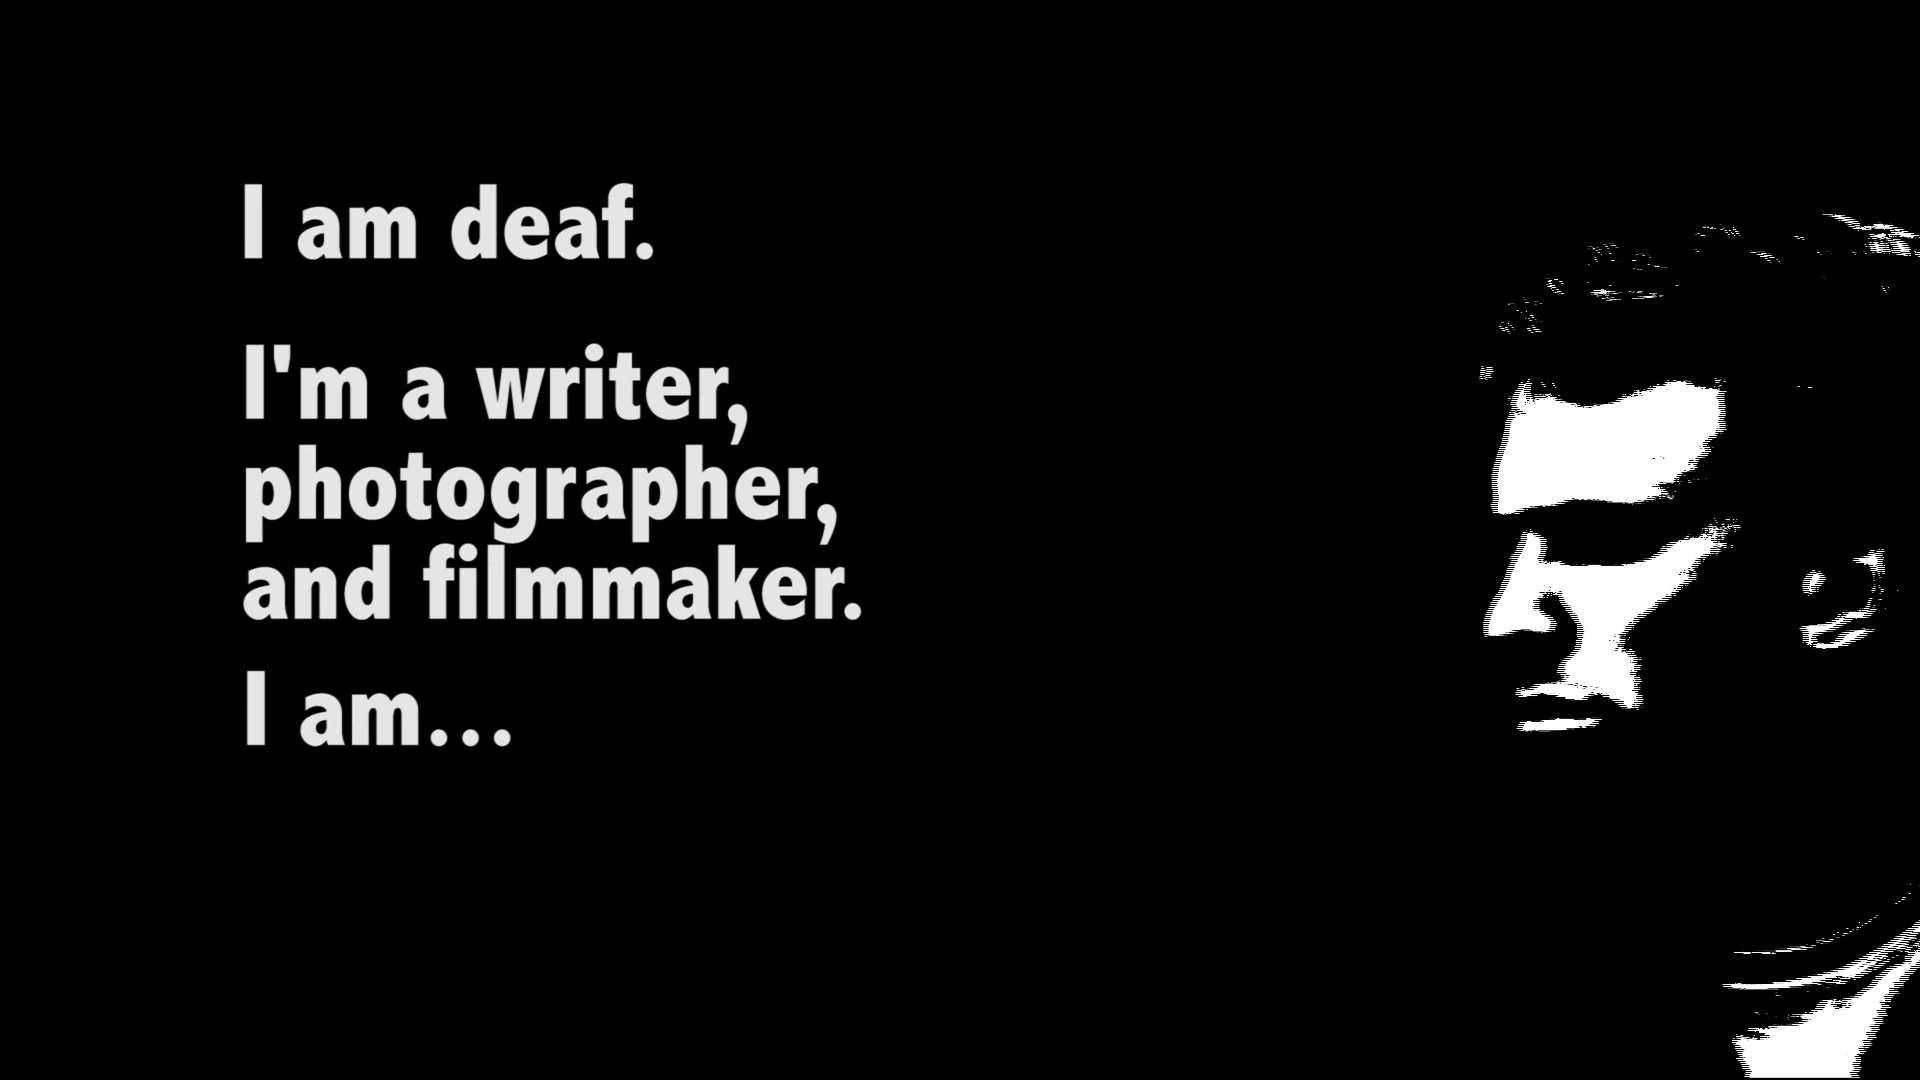 I am deaf.
I'm a writer,
photographer,
and filmmaker.
I am...